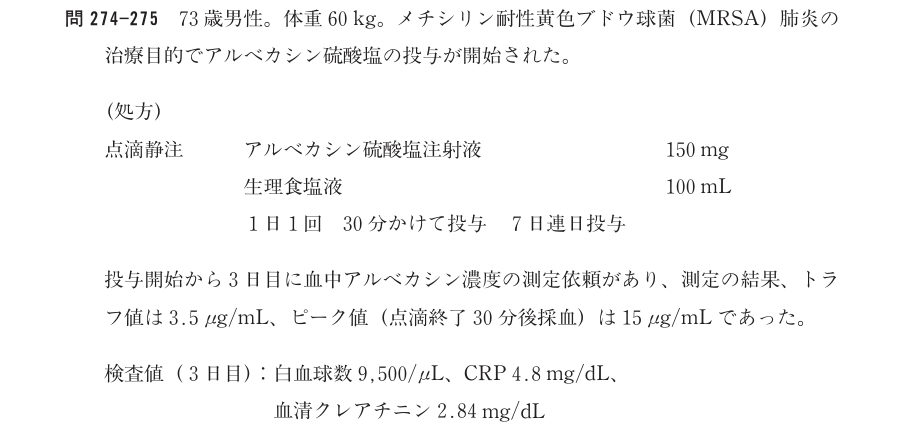 問 274−275　73 歳男性。体重 60 kg。メチシリン耐性黄色ブドウ球菌（MRSA）肺炎の
治療目的でアルベカシン硫酸塩の投与が開始された。
（処方）
点滴静注　アルベカシン硫酸塩注射液　150 mg
生理食塩液　100 mL
１日１回　30 分かけて投与　７日連日投与
投与開始から３日目に血中アルベカシン濃度の測定依頼があり、測定の結果、トラ
フ値は 3.5 μg/mL、ピーク値（点滴終了 30 分後採血）は 15 μg/mL であった。
検査値（３日目）：白血球数 9,500/μL、CRP 4.8 mg/dL、
血清クレアチニン 2.84 mg/dL